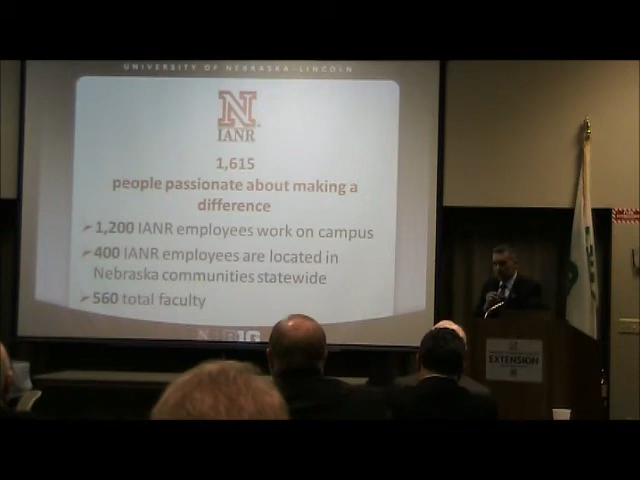 UNIVERSITY OF NEBRASKA-LINCOLN
N
IANR
1,615
people passionate about making a
difference
1,200 IANR employees work on campus
400 IANR employees are located in
Nebraska communities statewide
560 total faculty
EXTENSION